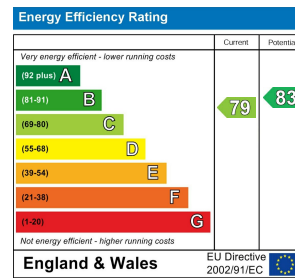 Energy Efficiency Rating
Current Potentia
Very energy efficient - lower running costs
(92 plus) A
(81-91) B
(69-80) C
(55-68) D
(39-54) E
(21-38) F
(1-20) G
79
83
Not energy efficient - higher running costs
England & Wales
EU Directive
2002/91/EC